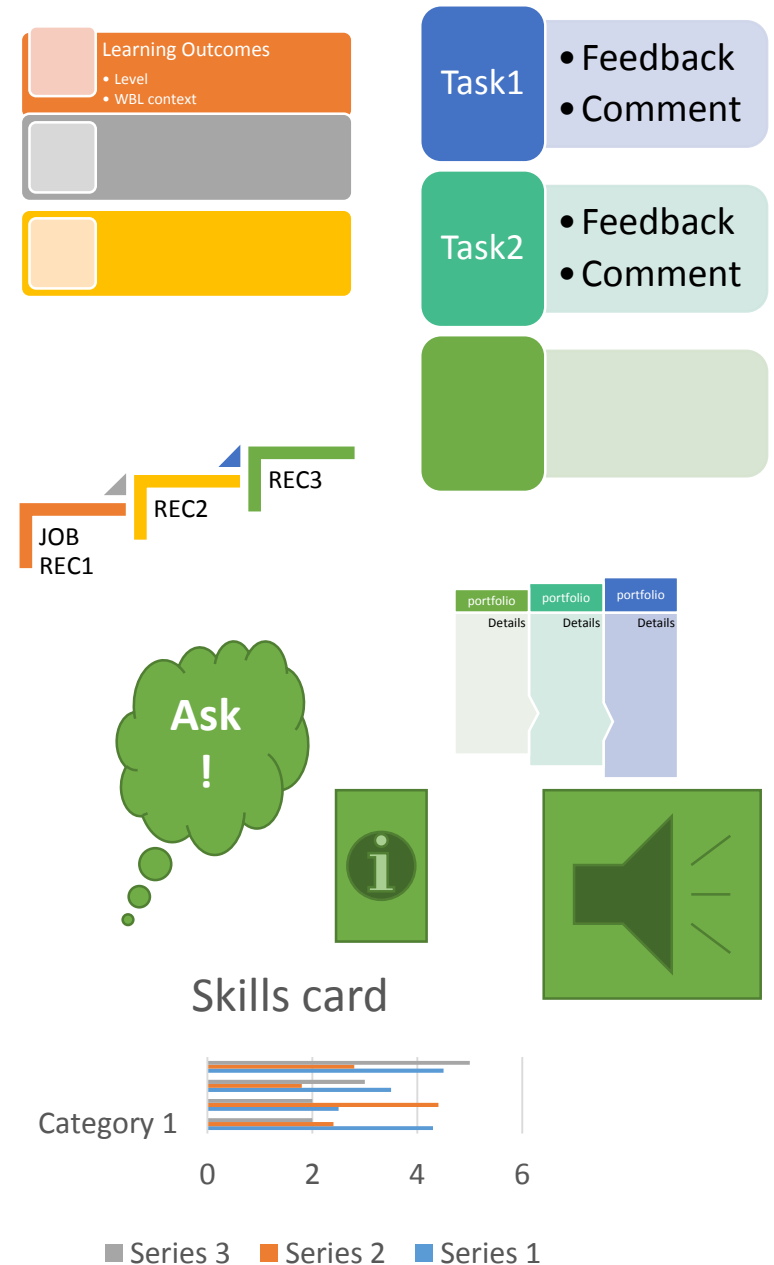 Learning Outcomes
• Level
• WBL context
Task1
• Feedback
• Comment
Task2
• Feedback
• Comment
JOB
REC1
REC2
REC3
portfolio
Details
portfolio
Details
portfolio
Details
Ask
!
i
Skills card
Category 1
0 2 4 6
Series 3 Series 2 Series 1